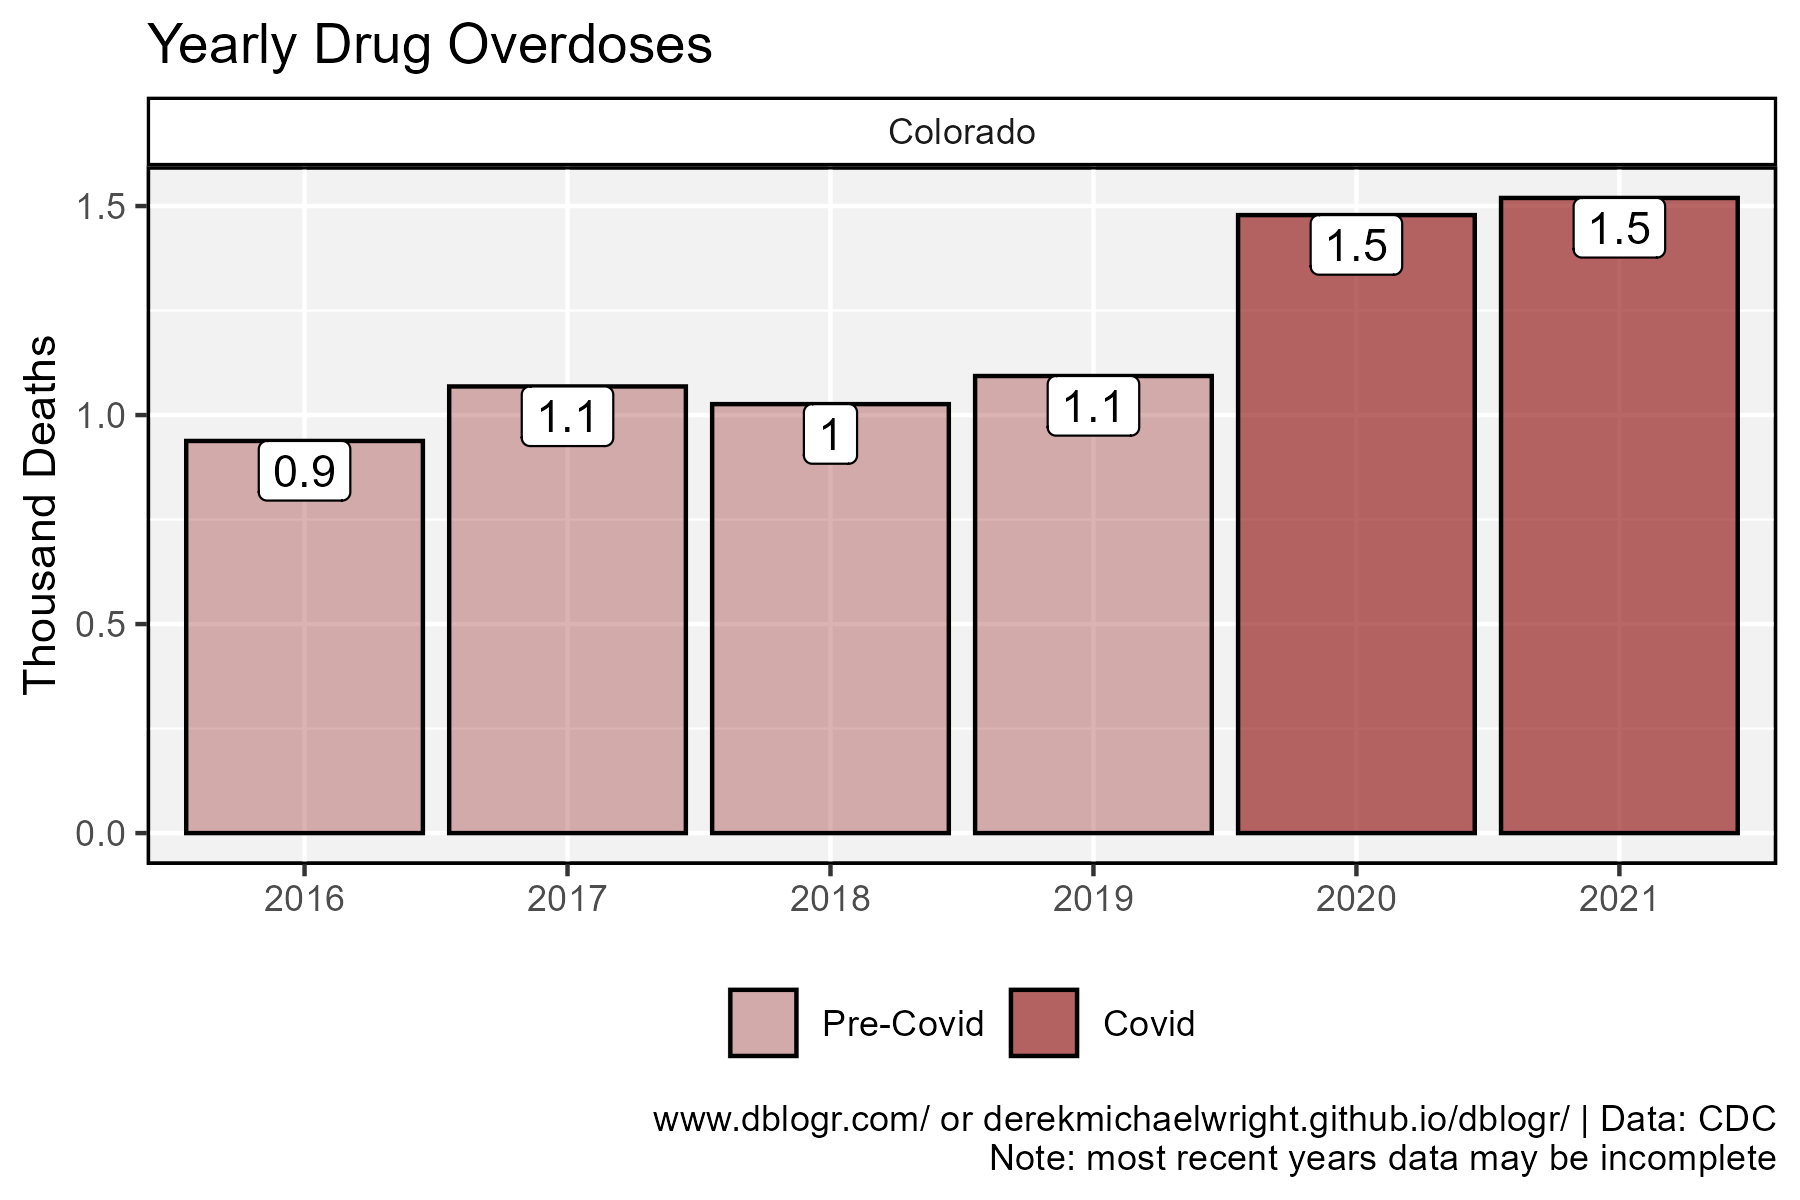 Yearly Drug Overdoses
Colorado
Thousand Deaths
1.5
1.0
0.5
0.0
0.9
1.1
1
1.1
1.5
1.5
2016
2017
2018
2019
2020
2021
Pre-Covid
Covid
www.dblogr.com/ or derekmichaelwright.github.io/dblogr/ | Data: CDC
Note: most recent years data may be incomplete